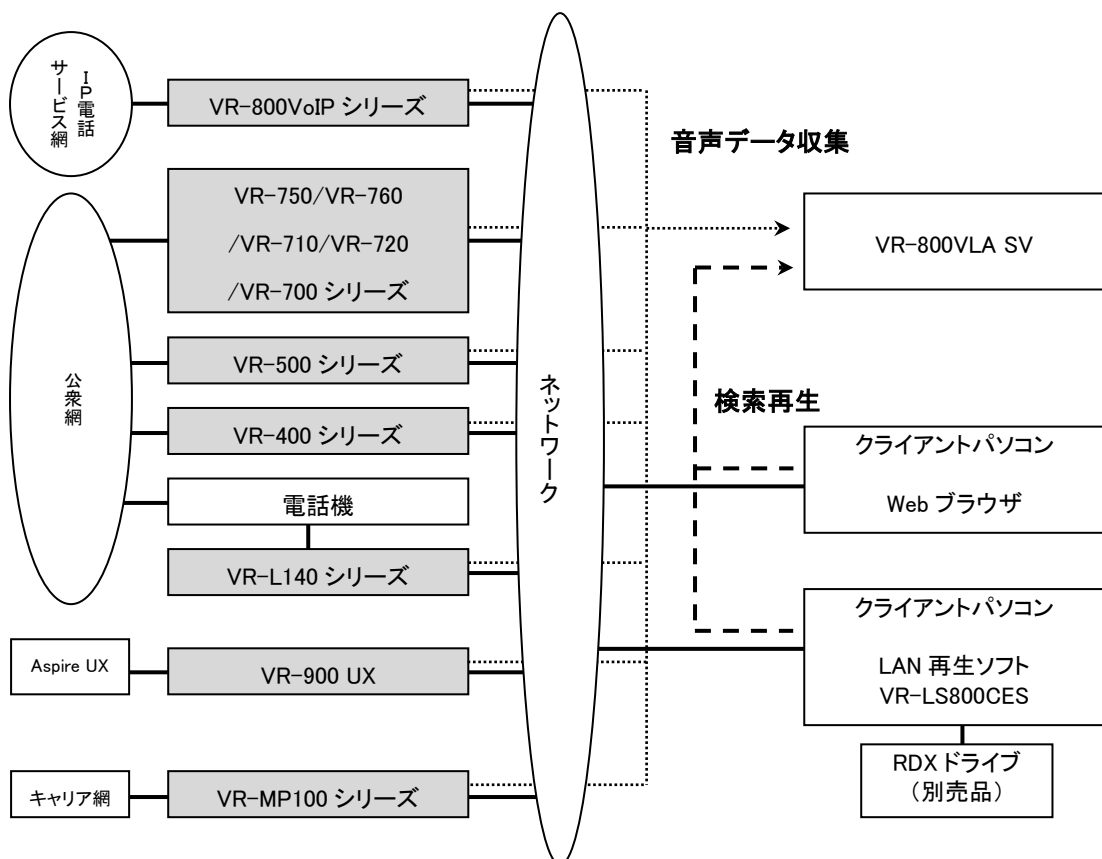 IP電話
サービス網
VR-800VoIP シリーズ
音声データ収集
VR-750/VR-760
/VR-710/VR-720
/VR-700 シリーズ
VR-800VLA SV
公衆網
VR-500 シリーズ
VR-400 シリーズ
ネットワーク
検索再生
クライアントパソコン
Web ブラウザ
電話機
VR-L140 シリーズ
クライアントパソコン
LAN 再生ソフト
VR-LS800CES
Aspire UX
VR-900 UX
RDX ドライブ
（別売品）
キャリア網
VR-MP100 シリーズ